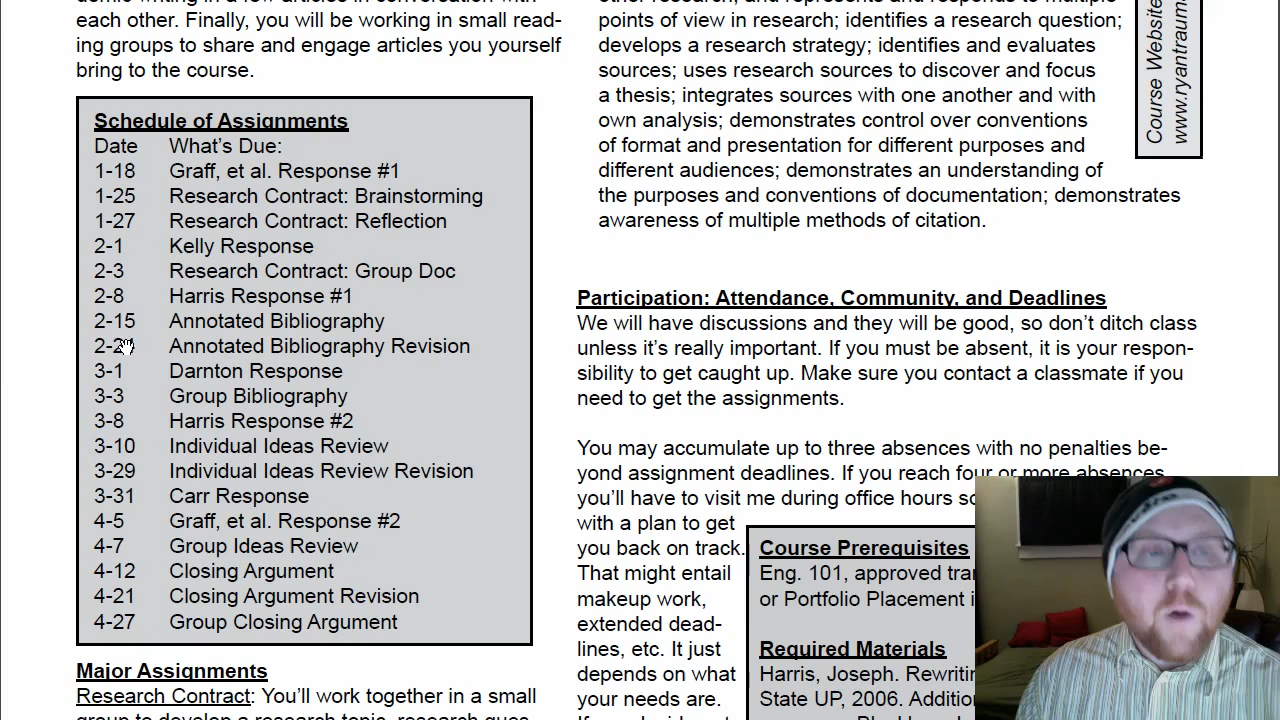 each other. Finally, you will be working in small read-
ing groups to share and engage articles you yourself
bring to the course.
Schedule of Assignments
Date What's Due:
1-18 Graff, et al. Response #1
1-25 Research Contract: Brainstorming
1-27 Research Contract: Reflection
2-1 Kelly Response
2-3 Research Contract: Group Doc
2-8 Harris Response #1
2-15 Annotated Bibliography
Annotated Bibliography Revision
3-1 Darnton Response
3-3 Group Bibliography
3-8 Harris Response #2
3-10 Individual Ideas Review
3-29 Individual Ideas Review Revision
3-31 Carr Response
4-5 Graff, et al. Response #2
4-7 Group Ideas Review
4-12 Closing Argument
4-21 Closing Argument Revision
4-27 Group Closing Argument
Major Assignments
Research Contract: You'll work together in a small
group to develop a research topic, research
points of view in research; identifies a research question;
develops a research strategy; identifies and evaluates
sources; uses research sources to discover and focus
a thesis; integrates sources with one another and with
own analysis; demonstrates control over conventions
of format and presentation for different purposes and
different audiences; demonstrates an understanding of
the purposes and conventions of documentation; demonstrates
awareness of multiple methods of citation.
Course Website
www.ryantrauma
Participation: Attendance, Community, and Deadlines
We will have discussions and they will be good, so don't ditch class
unless it's really important. If you must be absent, it is your respon-
sibility to get caught up. Make sure you contact a classmate if you
need to get the assignments.
You may accumulate up to three absences with no penalties be-
yond assignment deadlines. If you reach four or more absences
you'll have to visit me during office hours
with a plan to get
you back on track.
That might entail
makeup work,
extended dead-
lines, etc. It just
depends on what
your needs are.
Course Prerequisites
Eng. 101, approved
or Portfolio Placement
Required Materials
Harris, Joseph.
State UP, 2006.